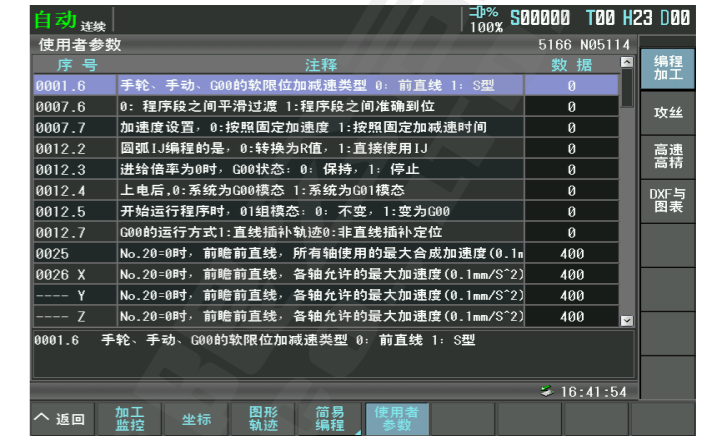 自动 连续 100% S00000 T00 H23 D00
使用者参数 5166 N05114
序 号 注释 数 据
0001.6 手轮、手动、G00的软限位加减速类型 0: 前直线 1: S型 0
0007.6 0: 程序段之间平滑过渡 1:程序段之间准确到位 0
0007.7 加速度设置, 0:按照固定加速度 1:按照固定加减速时间 0
0012.2 圆弧IJ编程的是, 0:转换为R值, 1:直接使用IJ 0
0012.3 进给倍率为0时, G00状态: 0: 保持, 1: 停止 0
0012.4 上电后,0:系统为G00模态 1:系统为G01模态 0
0012.5 开始运行程序时, 01组模态: 0: 不变, 1:变为G00 0
0012.7 G00的运行方式1:直线插补轨迹0:非直线插补定位 0
0025 No.20=0时, 前瞻前直线, 所有轴使用的最大合成加速度(0.1m 400
0026 X No.20=0时, 前瞻前直线, 各轴允许的最大加速度(0.1mm/S^2) 400
---- Y No.20=0时, 前瞻前直线, 各轴允许的最大加速度(0.1mm/S^2) 400
---- Z No.20=0时, 前瞻前直线, 各轴允许的最大加速度(0.1mm/S^2) 400
0001.6 手轮、手动、G00的软限位加减速类型 0: 前直线 1: S型
编程
加工
攻丝
高速
高精
DXF与
图表
16:41:54
返回
加工
监控
坐标
图形
轨迹
简易
编程
使用者
参数